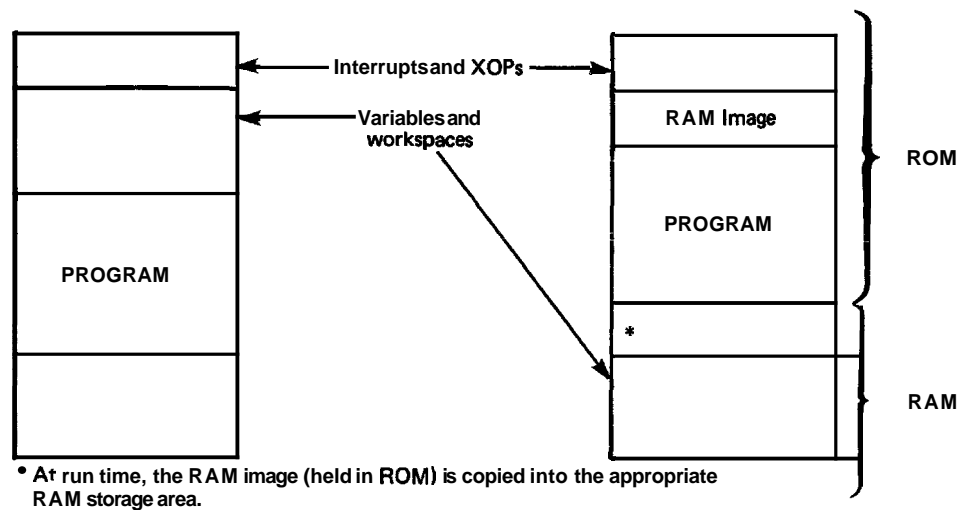 Interrupts and XOPs
Variables and
workspaces
RAM Image
ROM
PROGRAM
PROGRAM
*
RAM
* At run time, the RAM image (held in ROM) is copied into the appropriate
RAM storage area.